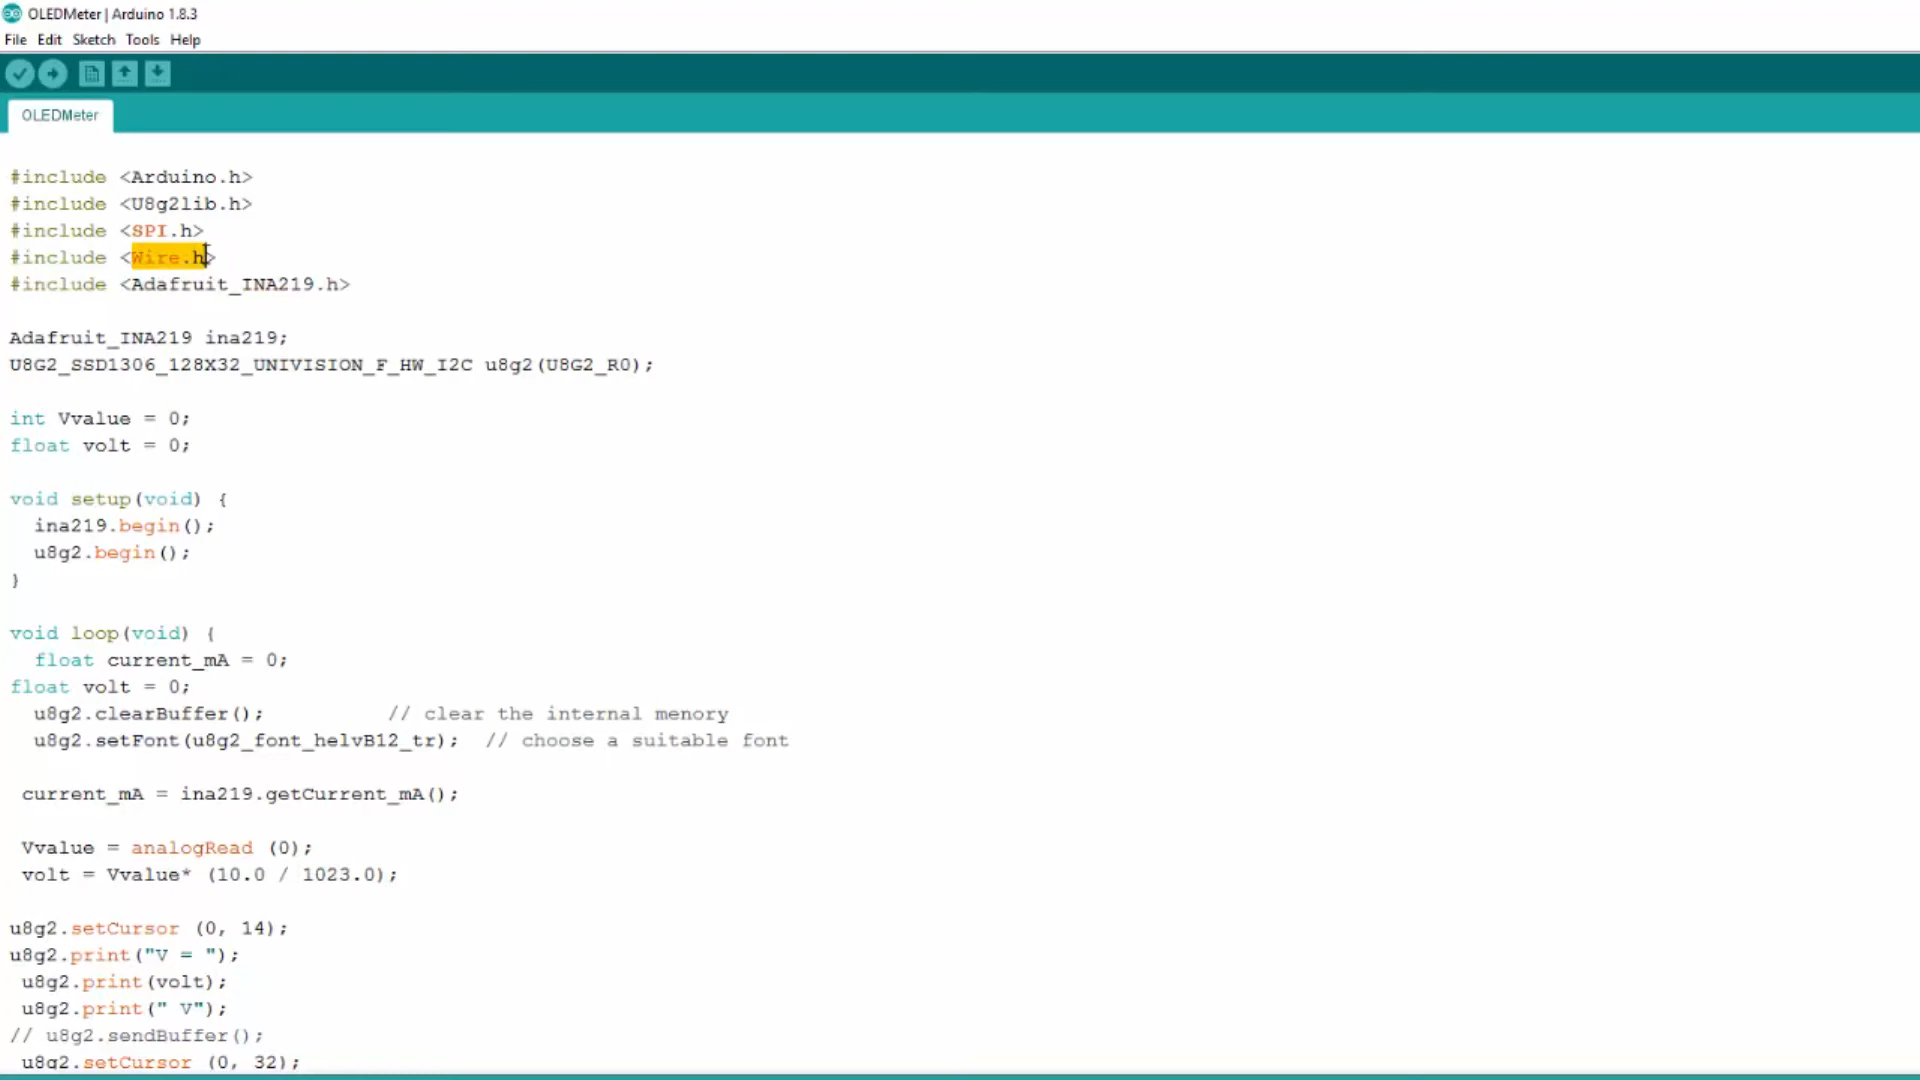 OLEDMeter | Arduino 1.8.3
File Edit Sketch Tools Help
OLEDMeter
#include <Arduino.h>
#include <U8g2lib.h>
#include <SPI.h>
#include <Wire.h>
#include <Adafruit_INA219.h>
Adafruit_INA219 ina219;
U8G2_SSD1306_128X32_UNIVISION_F_HW_I2C u8g2(U8G2_R0);
int Vvalue = 0;
float volt = 0;
void setup(void) {
ina219.begin();
u8g2.begin();
}
void loop(void) {
float current_mA = 0;
float volt = 0;
u8g2.clearBuffer(); // clear the internal menory
u8g2.setFont(u8g2_font_helvB12_tr); // choose a suitable font
current_mA = ina219.getCurrent_mA();
Vvalue = analogRead (0);
volt = Vvalue* (10.0 / 1023.0);
u8g2.setCursor (0, 14);
u8g2.print("V = ");
u8g2.print(volt);
u8g2.print(" V");
// u8g2.sendBuffer();
u8g2.setCursor (0, 32);